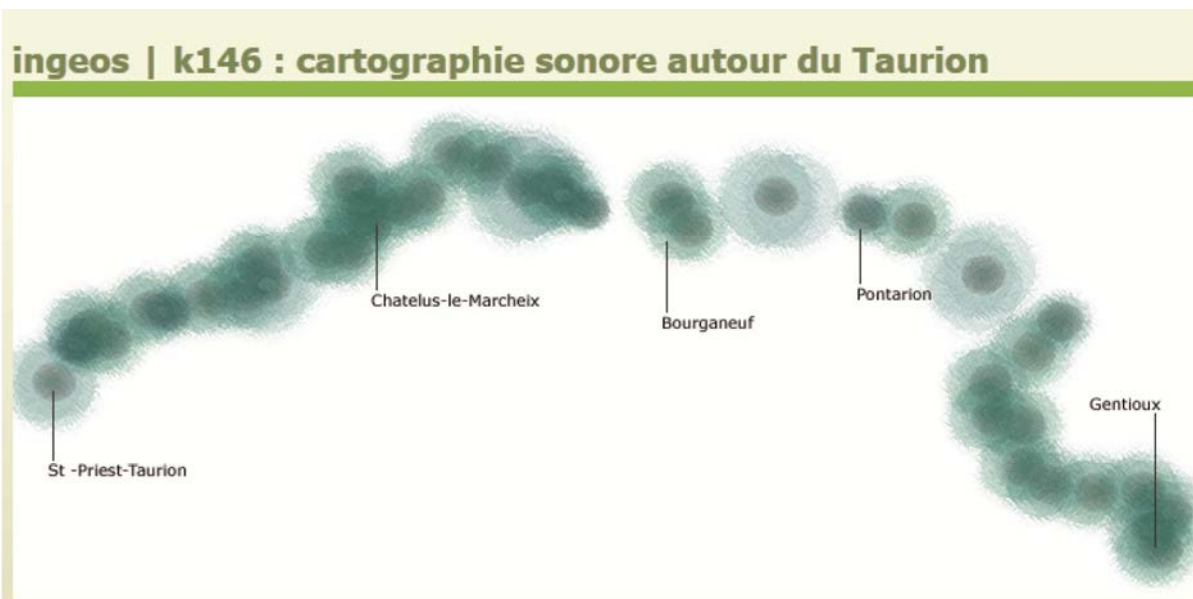 ingeos | k146 : cartographie sonore autour du Taurion
Chatelus-le-Marcheix
Bourganeuf
Pontarion
Gentioux
St -Priest-Taurion